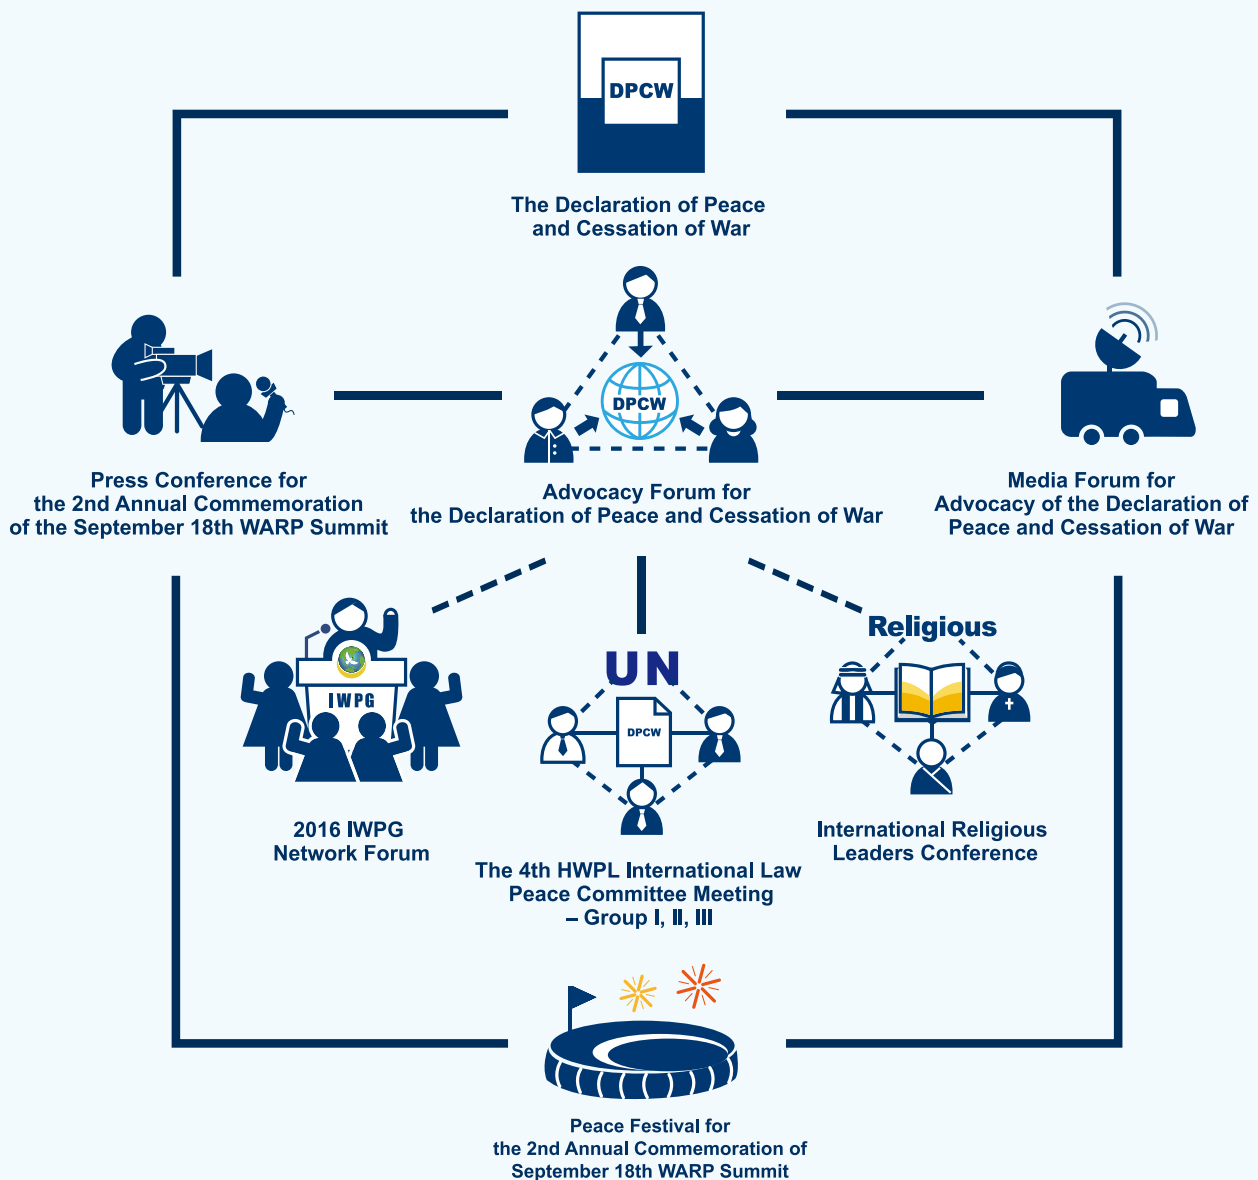 DPCW
The Declaration of Peace
and Cessation of War
DPCW
Press Conference for
the 2nd Annual Commemoration
of the September 18th WARP Summit
Advocacy Forum for
the Declaration of Peace and Cessation of War
Media Forum for
Advocacy of the Declaration of
Peace and Cessation of War
IWPG
2016 IWPG
Network Forum
UN
DPCW
The 4th HWPL International Law
Peace Committee Meeting
– Group I, II, III
Religious
International Religious
Leaders Conference
Peace Festival for
the 2nd Annual Commemoration of
September 18th WARP Summit